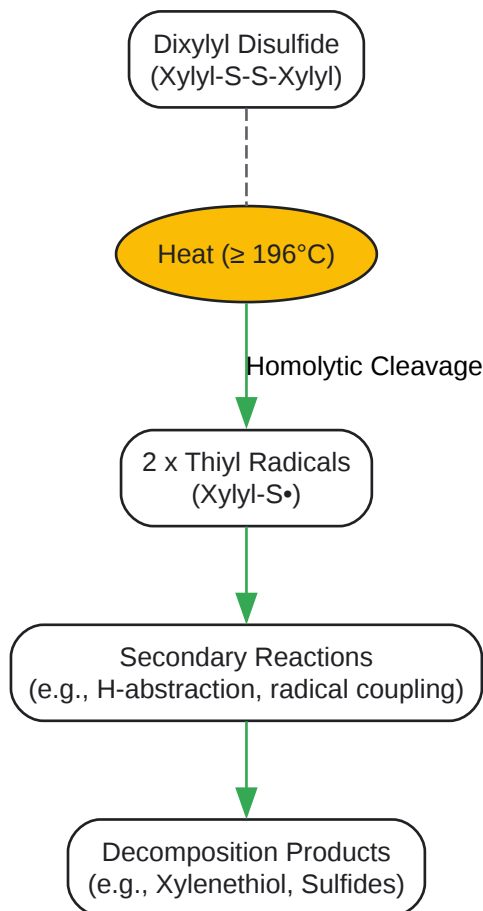 Dixylyl Disulfide
(Xylyl-S-S-Xylyl)
Heat (≥ 196°C)
Homolytic Cleavage
2 x Thiyl Radicals
(Xylyl-S•)
Secondary Reactions
(e.g., H-abstraction, radical coupling)
Decomposition Products
(e.g., Xylenethiol, Sulfides)